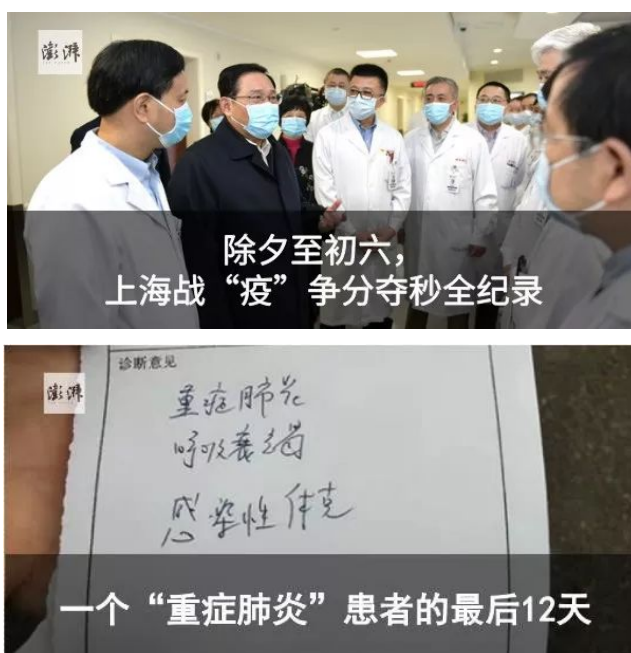 澎湃
除夕至初六，
上海战“疫”争分夺秒全纪录
诊断意见
澎湃
重症肺炎
呼吸衰竭
感染性休克
一个“重症肺炎”患者的最后12天